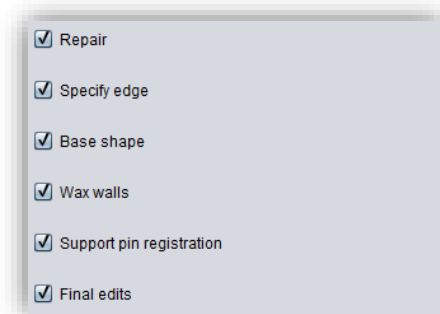 Repair
Specify edge
Base shape
Wax walls
Support pin registration
Final edits